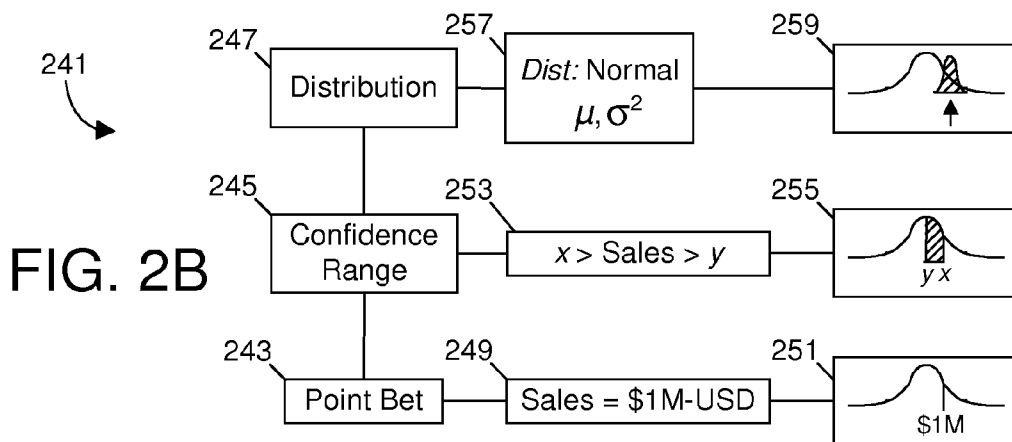 241
247
Distribution
257
Dist: Normal
μ, σ²
259
FIG. 2B
245
Confidence
Range
253
x > Sales > y
255
y x
243
Point Bet
249
Sales = $1M-USD
251
$1M